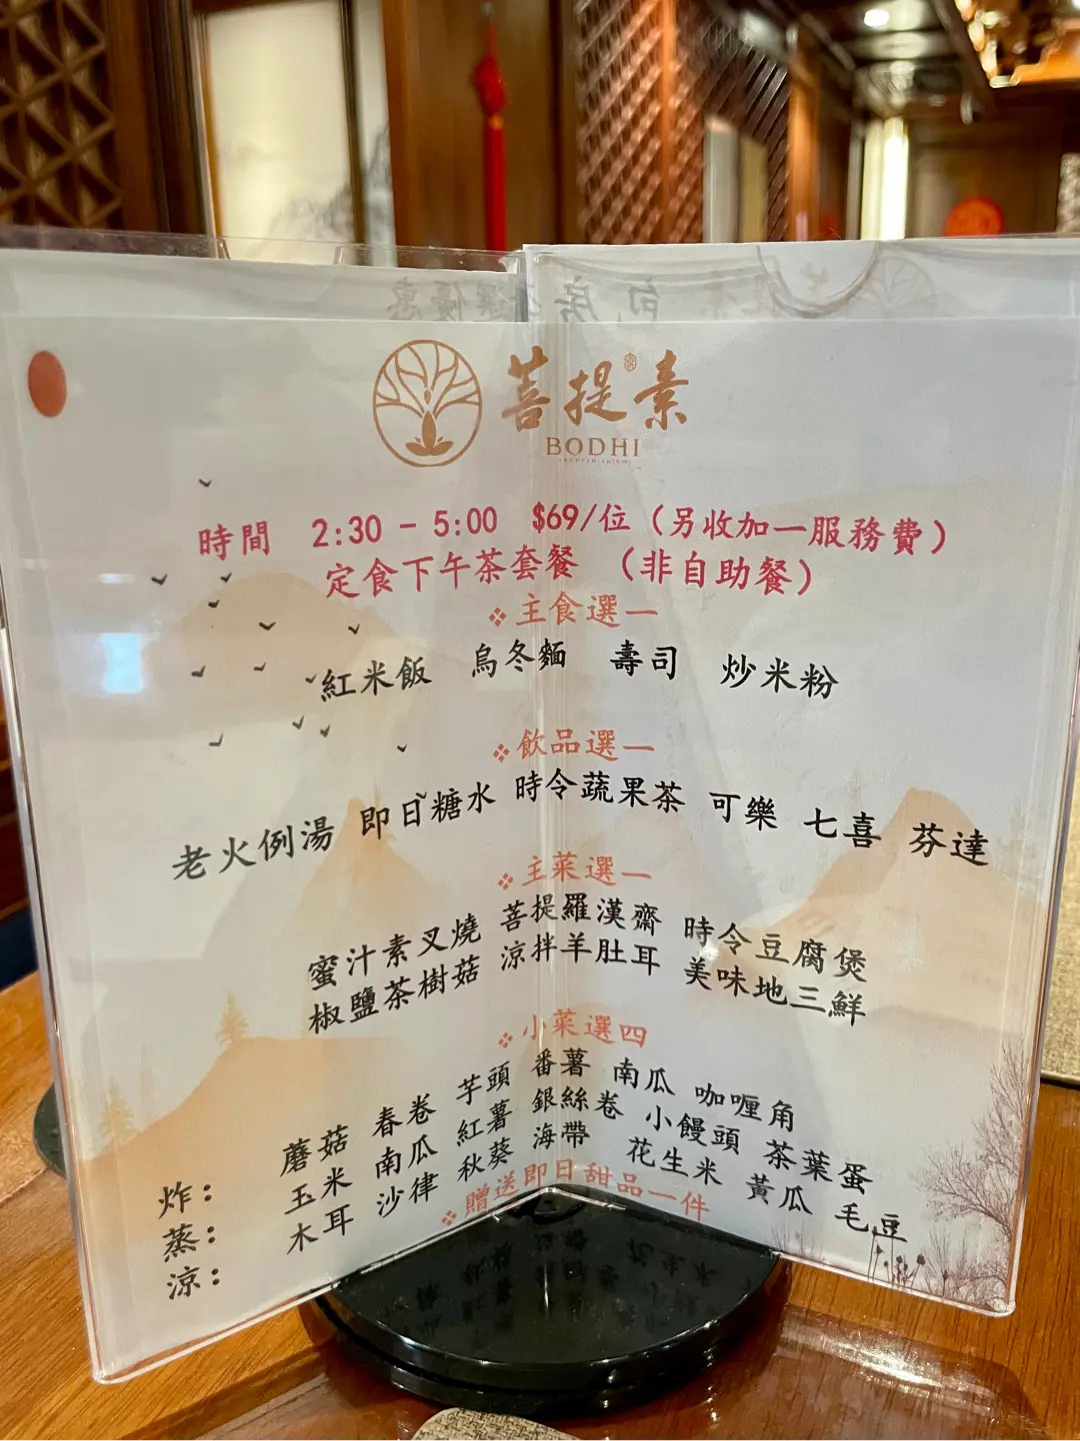 菩提素
BODHI
時間 2:30 - 5:00 $69/位（另收加一服務費）
定食下午茶套餐 （非自助餐）
主食選一
紅米飯 烏冬麵 壽司 炒米粉
飲品選一
老火例湯 即日糖水 時令蔬果茶 可樂 七喜 芬達
主菜選一
蜜汁素叉燒 菩提羅漢齋 時令豆腐煲
椒鹽茶樹菇 涼拌羊肚耳 美味地三鮮
小菜選四
炸： 蘑菇 春卷 芋頭 番薯 南瓜 咖喱角
蒸： 玉米 南瓜 紅薯 銀絲卷 小饅頭 茶葉蛋
涼： 木耳 沙律 秋葵 海帶 花生米 黃瓜 毛豆
贈送即日甜品一件